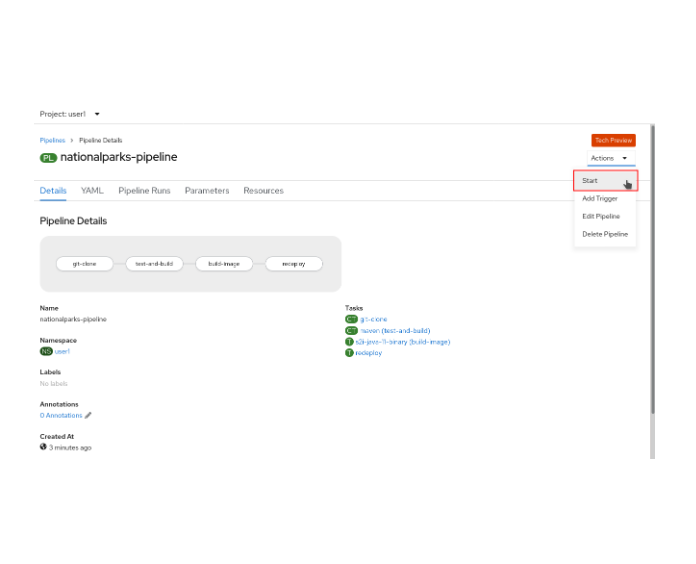 Project: user1
Pipelines > Pipeline Details
Tech Preview
PL nationalparks-pipeline
Actions
Start
Add Trigger
Edit Pipeline
Delete Pipeline
Details YAML Pipeline Runs Parameters Resources
Pipeline Details
git-clone test-and-build build-image redeploy
Name
nationalparks-pipeline
Namespace
NS user1
Labels
No labels
Annotations
0 Annotations
Created At
3 minutes ago
Tasks
CT git-clone
CT maven (test-and-build)
T s2i-java-11-binary (build-image)
T redeploy